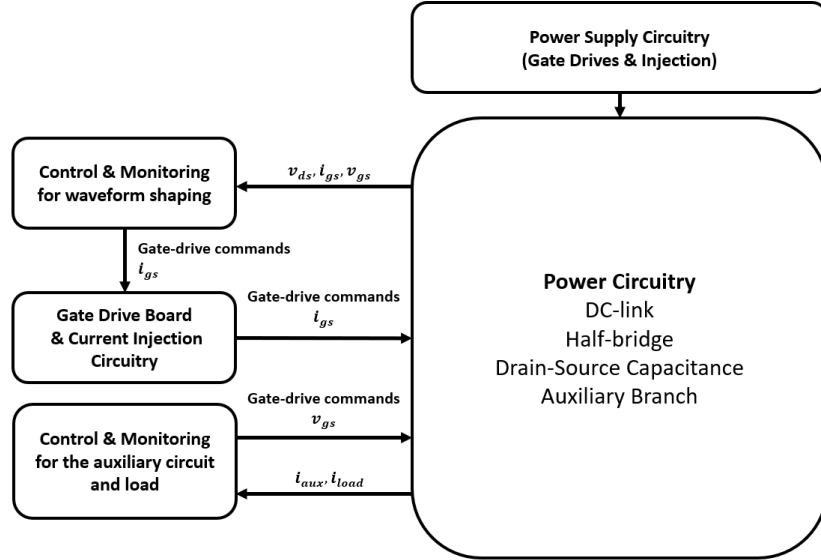 Power Supply Circuitry
(Gate Drives & Injection)
Control & Monitoring
for waveform shaping
v_ds, i_gs, v_gs
Gate-drive commands
i_gs
Gate Drive Board
& Current Injection
Circuitry
Gate-drive commands
i_gs
Power Circuitry
DC-link
Half-bridge
Drain-Source Capacitance
Auxiliary Branch
Control & Monitoring
for the auxiliary circuit
and load
Gate-drive commands
v_gs
i_aux, i_load